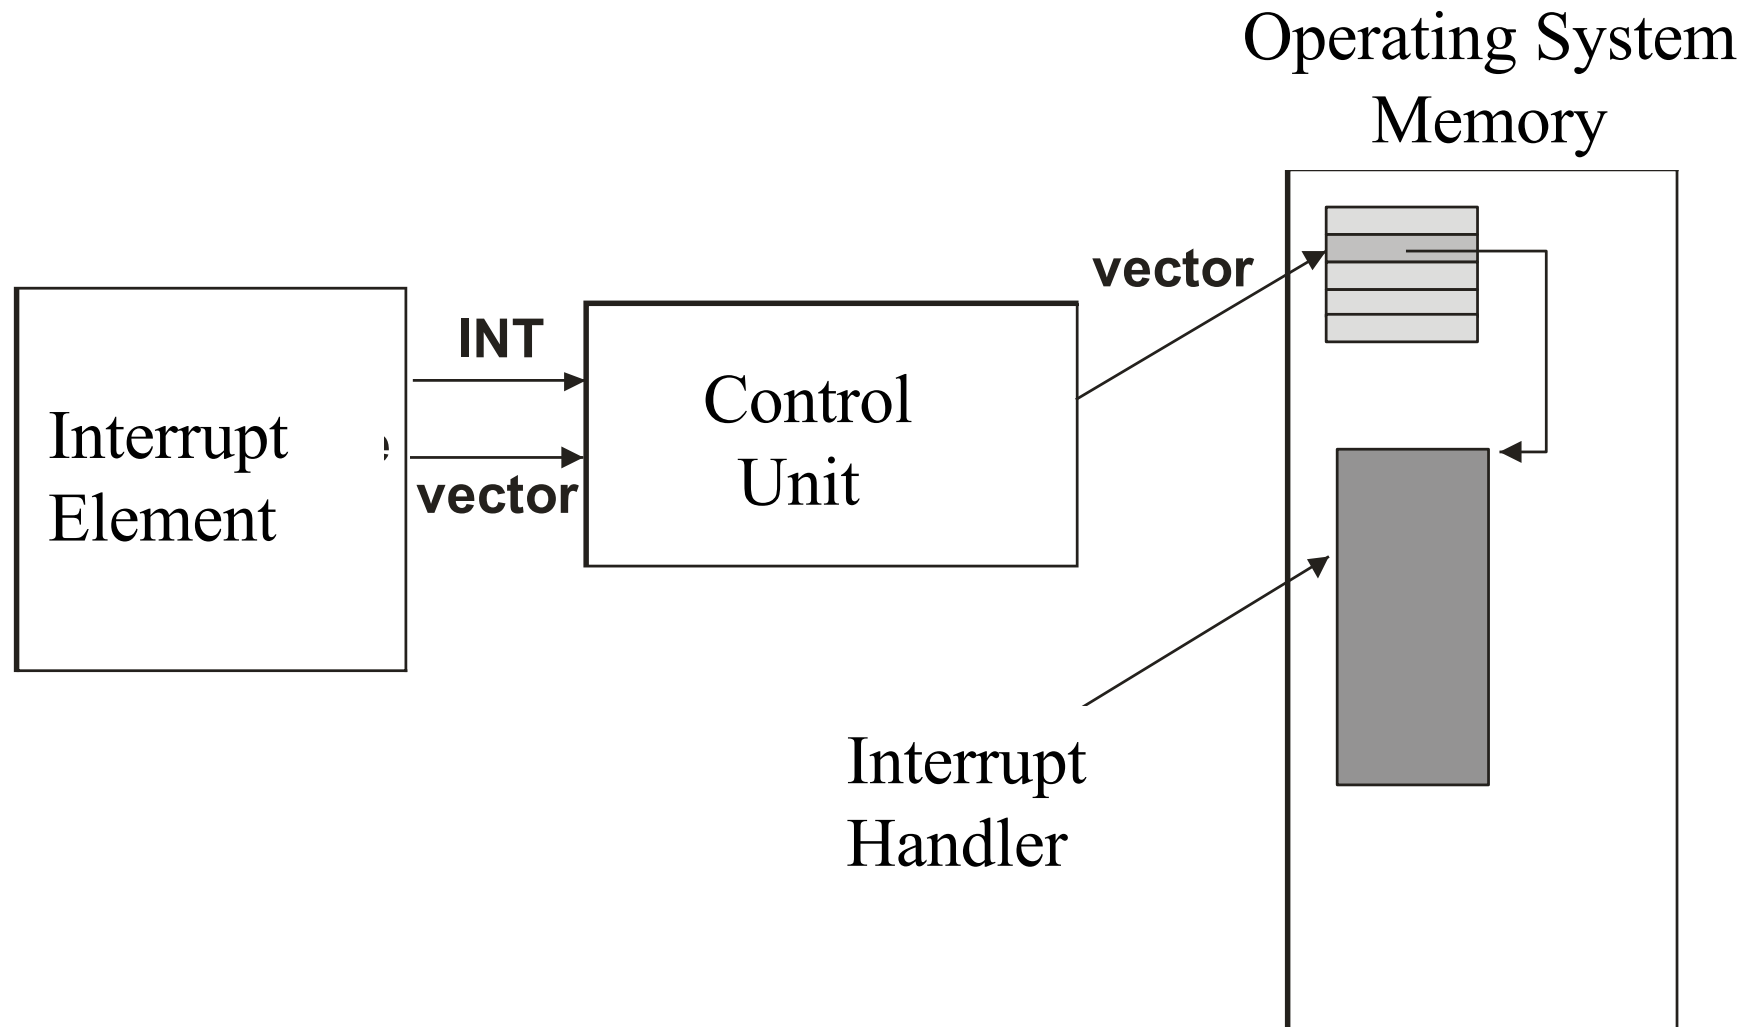 Operating System
Memory
vector
INT
Interrupt
Element
vector
Control
Unit
Interrupt
Handler